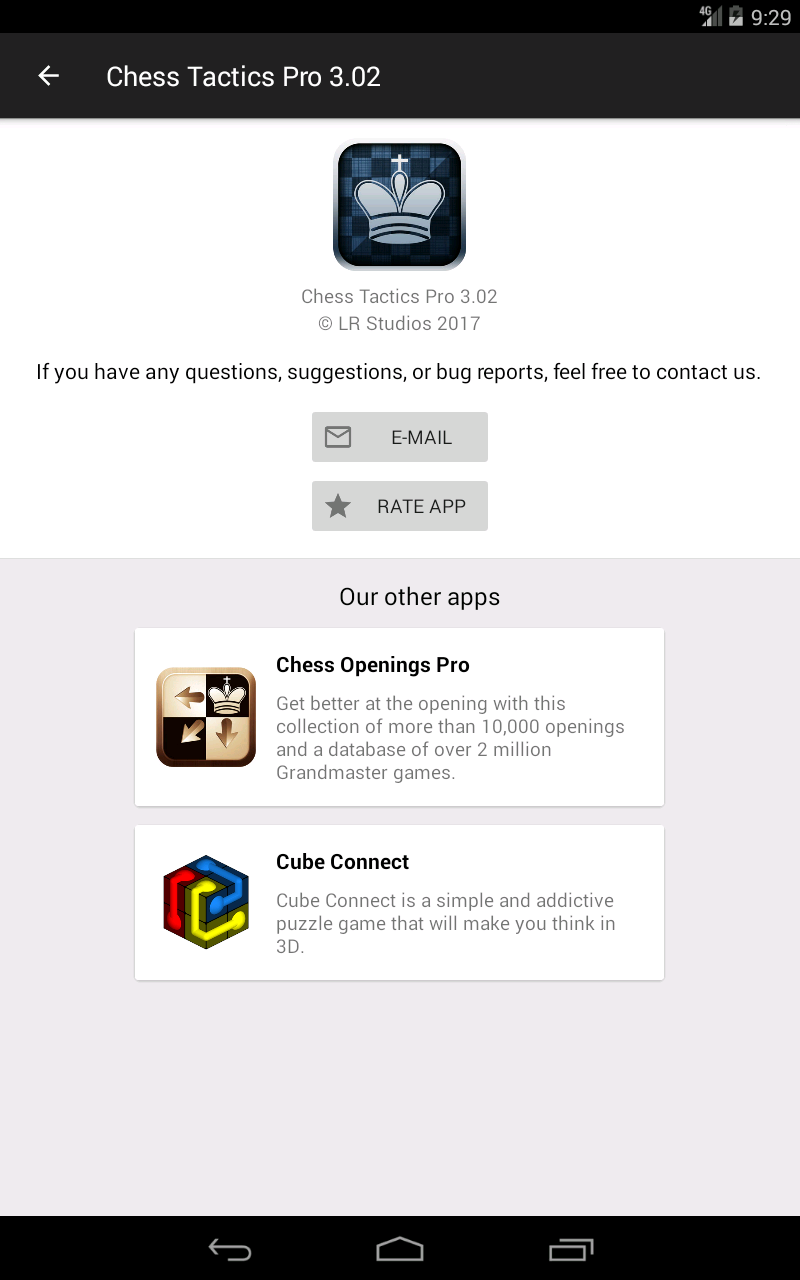 4G 9:29
Chess Tactics Pro 3.02
Chess Tactics Pro 3.02
© LR Studios 2017
If you have any questions, suggestions, or bug reports, feel free to contact us.
E-MAIL
RATE APP
Our other apps
Chess Openings Pro
Get better at the opening with this
collection of more than 10,000 openings
and a database of over 2 million
Grandmaster games.
Cube Connect
Cube Connect is a simple and addictive
puzzle game that will make you think in
3D.